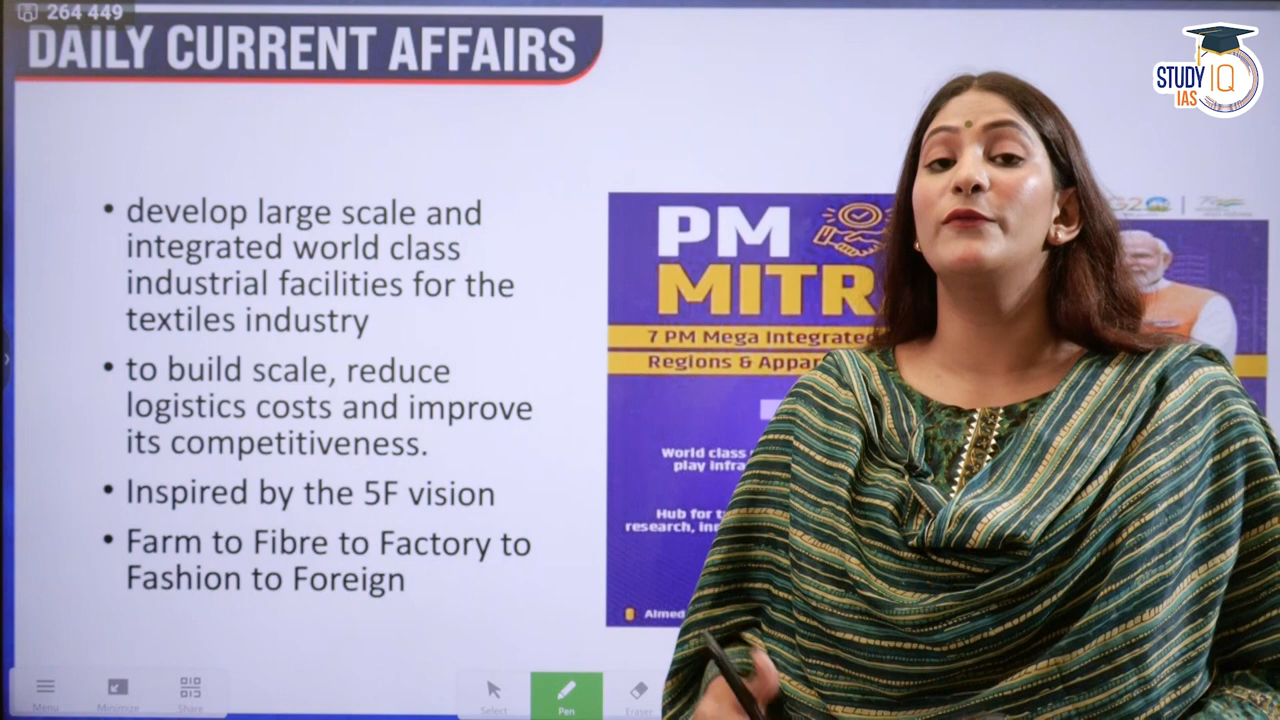 264 449
DAILY CURRENT AFFAIRS
STUDY IQ
IAS
• develop large scale and
integrated world class
industrial facilities for the
textiles industry
• to build scale, reduce
logistics costs and improve
its competitiveness.
• Inspired by the 5F vision
• Farm to Fibre to Factory to
Fashion to Foreign
PM
MITR
7 PM Mega Integrated
Regions & Appar
World class
play infra
Hub for t
research, in
Aimed
G20
Menu
Minimize
Share
Select
Pen
Eraser